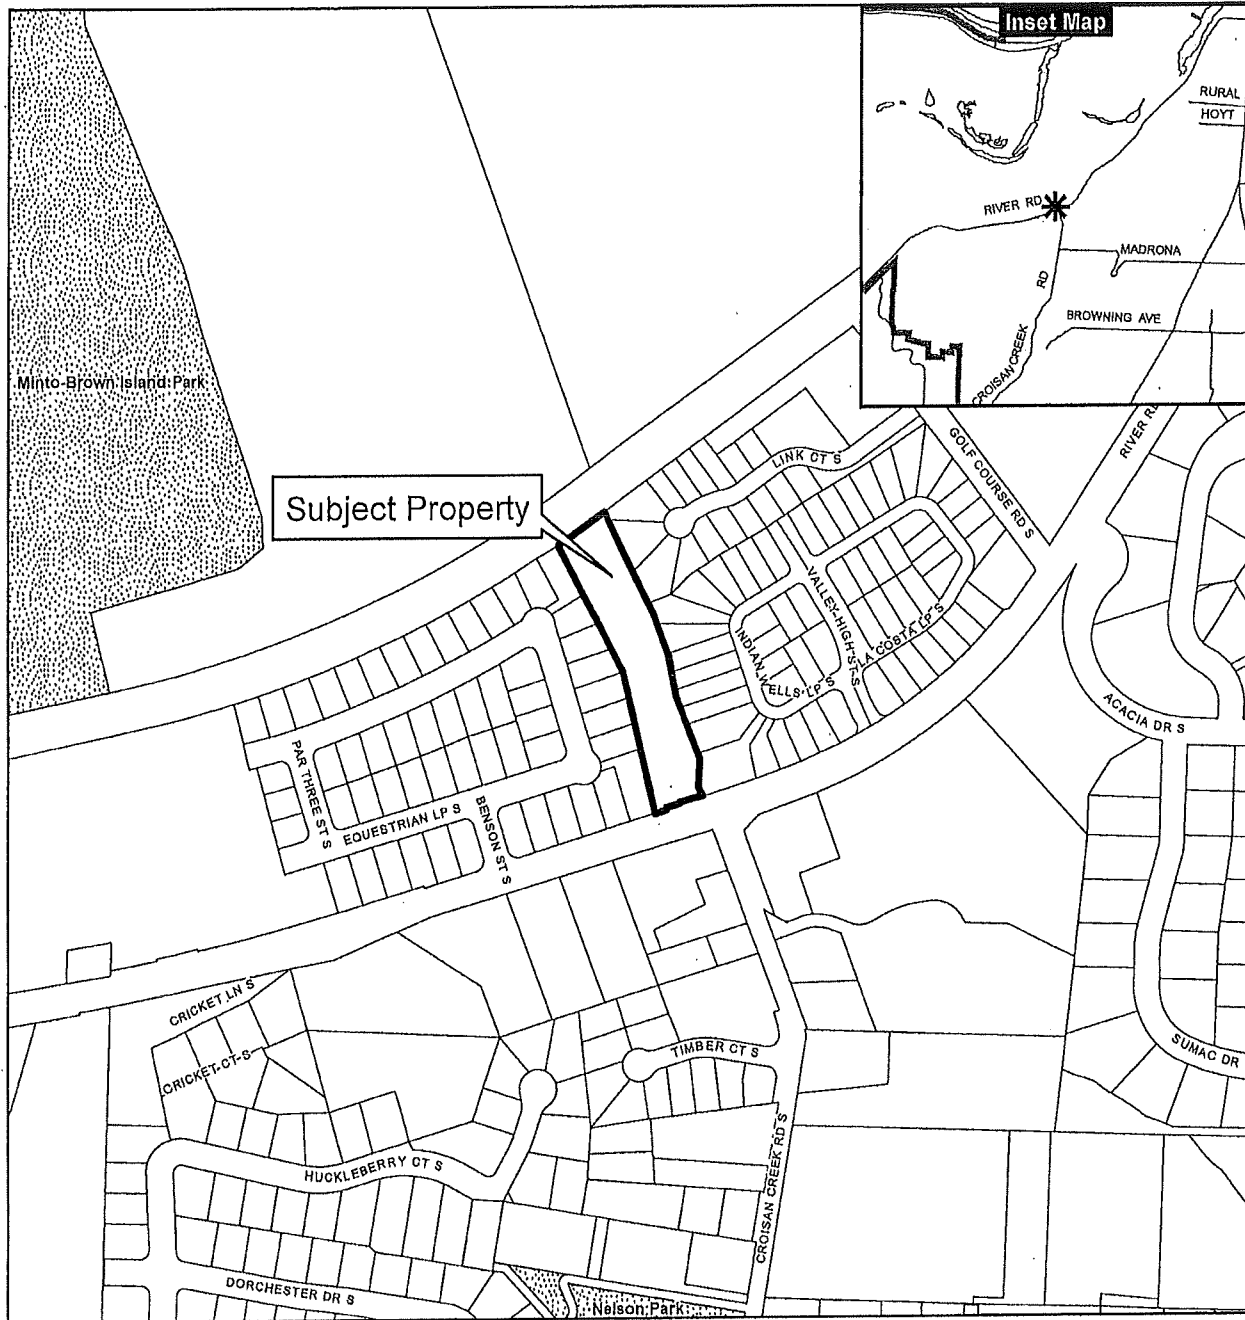 Inset Map
RURAL
HOYT
RIVER RD
MADRONA
RD
BROWNING AVE
CROISAN CREEK
Minto-Brown Island Park
RIVER RD
GOLF COURSE RD S
LINK CT S
Subject Property
VALLEY HIGH ST S
LA COSTA LP S
INDIAN WELLS LP S
ACACIA DR S
PAR THREE ST S
EQUESTRIAN LP S
BENSON ST S
CRICKET LN S
CRICKET CT S
TIMBER CT S
SUMAC DR
HUCKLEBERRY CT S
CROISAN CREEK RD S
DORCHESTER DR S
Nelson Park